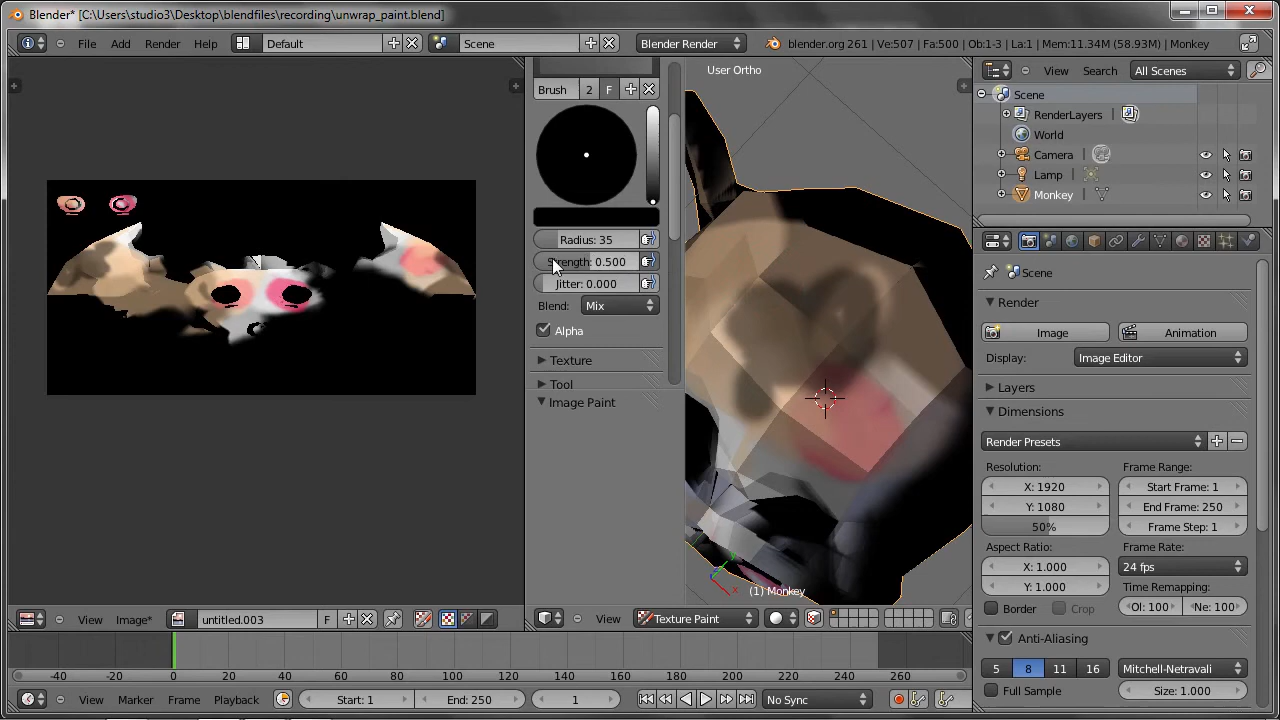 Blender* [C:\Users\studio3\Desktop\blendfiles\recording\unwrap_paint.blend]
File Add Render Help Default Scene Blender Render blender.org 261 | Ve:507 | Fa:500 | Ob:1-3 | La:1 | Mem:11.34M (58.93M) | Monkey
View Search All Scenes
Scene
RenderLayers
World
Camera
Lamp
Monkey
Brush 2 F
Radius: 35
Strength: 0.500
Jitter: 0.000
Blend: Mix
Alpha
Texture
Tool
Image Paint
User Ortho
(1) Monkey
Scene
Render
Image Animation
Display: Image Editor
Layers
Dimensions
Render Presets
Resolution: Frame Range:
X: 1920 Start Frame: 1
Y: 1080 End Frame: 250
50% Frame Step: 1
Aspect Ratio: Frame Rate:
X: 1.000 24 fps
Y: 1.000 Time Remapping:
Border Crop Ol: 100 Ne: 100
Anti-Aliasing
5 8 11 16 Mitchell-Netravali
Full Sample Size: 1.000
View Image* untitled.003 F
View Texture Paint
-40 -20 0 20 40 60 80 100 120 140 160 180 200 220 240 260
View Marker Frame Playback Start: 1 End: 250 1 No Sync